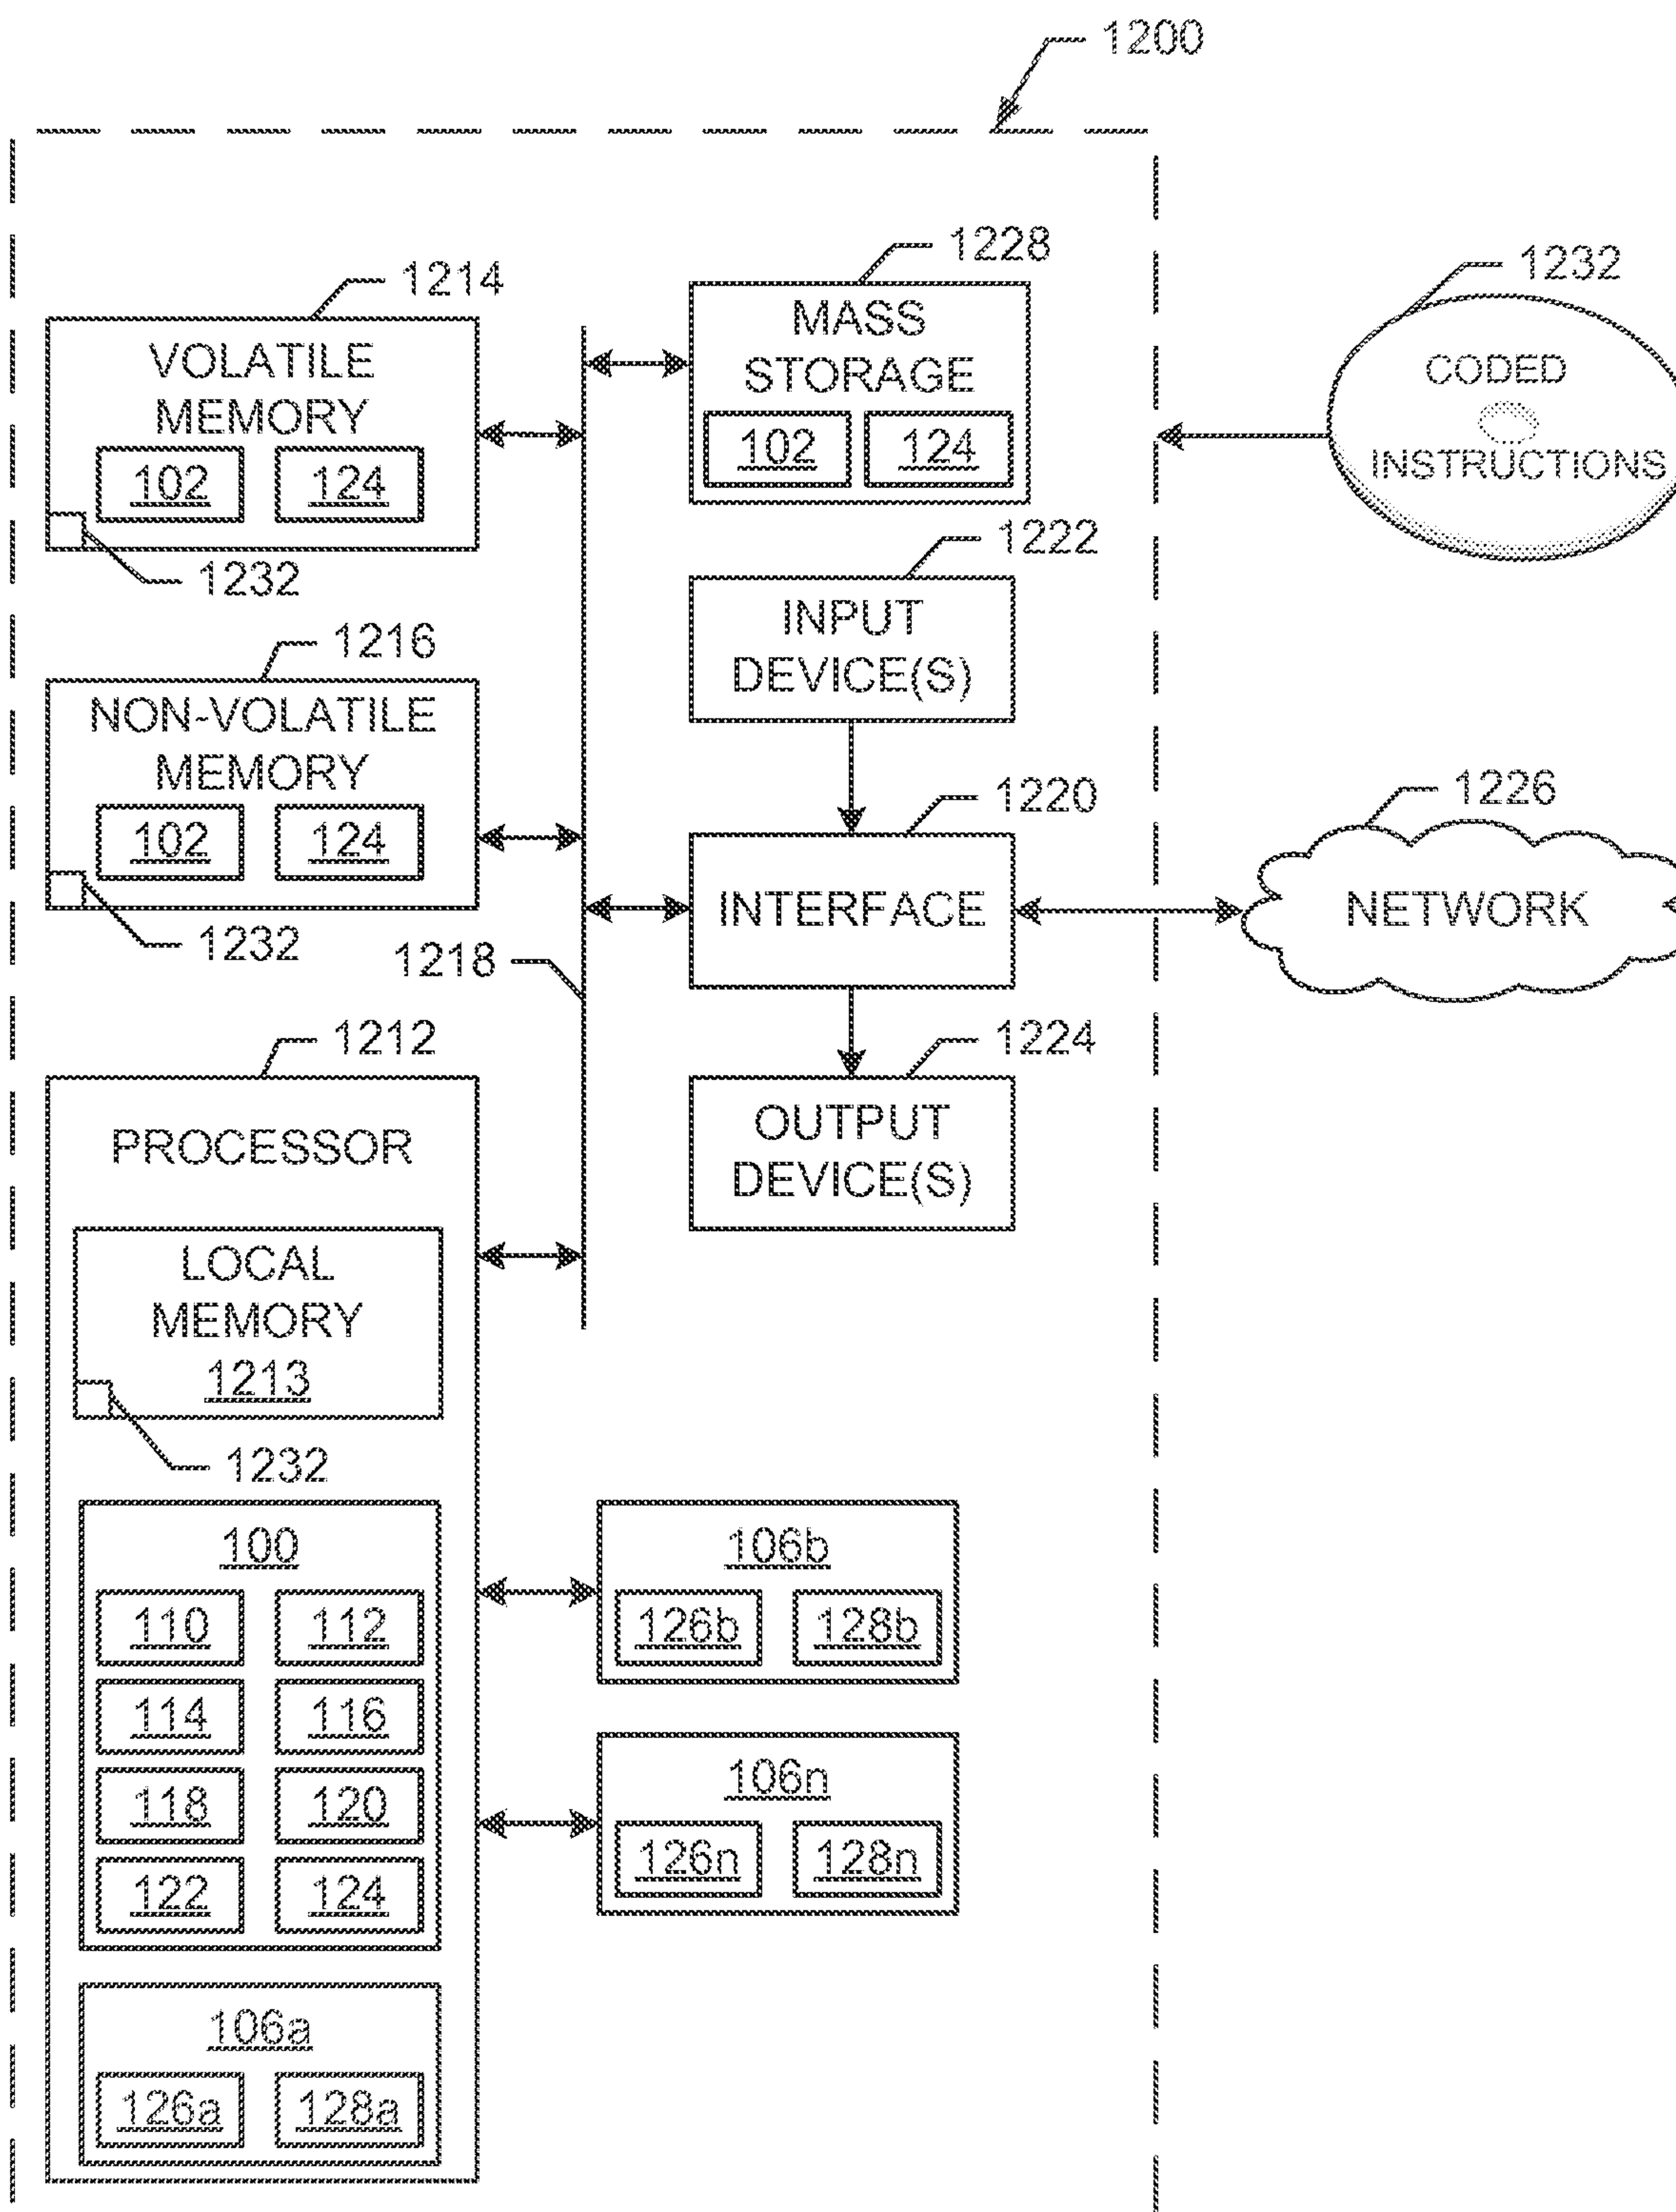 1200
1214
VOLATILE
MEMORY
102 124
1232
1228
MASS
STORAGE
102 124
1232
CODED
INSTRUCTIONS
1222
INPUT
DEVICE(S)
1216
NON-VOLATILE
MEMORY
102 124
1232
1218
1220
INTERFACE
1226
NETWORK
1224
OUTPUT
DEVICE(S)
1212
PROCESSOR
LOCAL
MEMORY
1213
1232
100
110 112
114 116
118 120
122 124
106a
126a 128a
106b
126b 128b
106n
126n 128n